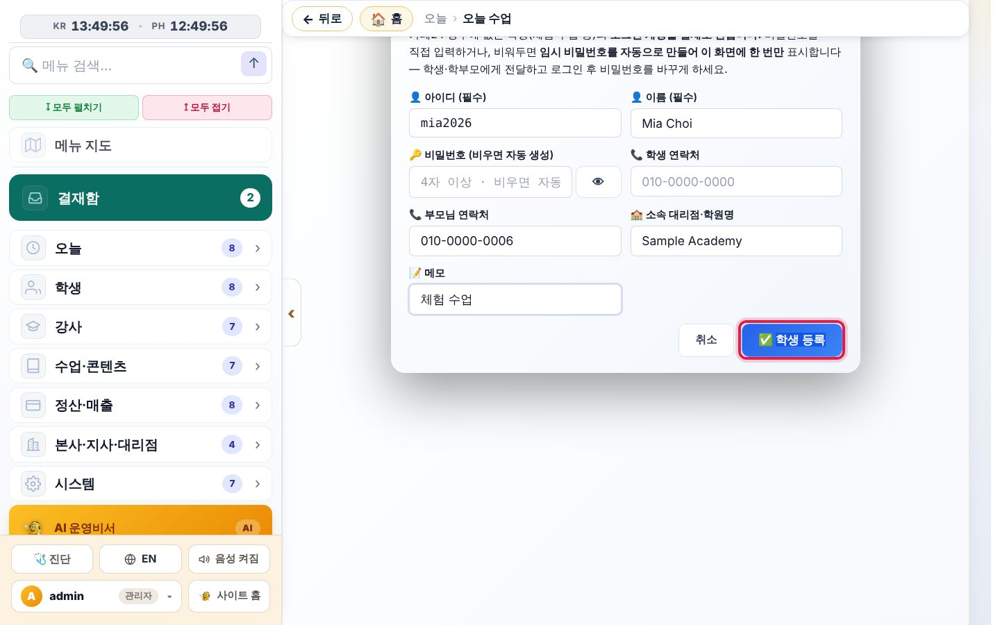 KR 13:49:56 • PH 12:49:56
🔍 메뉴 검색...
↑
↧ 모두 펼치기
↥ 모두 접기
메뉴 지도
결재함 2
오늘 8 ›
학생 8 ›
강사 7 ›
수업·콘텐츠 7 ›
정산·매출 8 ›
본사·지사·대리점 4 ›
시스템 7 ›
AI 운영비서 AI
🩺 진단
EN
음성 켜짐
A admin 관리자
사이트 홈
← 뒤로
🏠 홈
오늘 › 오늘 수업
«
직접 입력하거나, 비워두면 임시 비밀번호를 자동으로 만들어 이 화면에 한 번만 표시합니다
— 학생·학부모에게 전달하고 로그인 후 비밀번호를 바꾸게 하세요.
👤 아이디 (필수)
mia2026
👤 이름 (필수)
Mia Choi
🔑 비밀번호 (비우면 자동 생성)
4자 이상 · 비우면 자동
📞 학생 연락처
010-0000-0000
📞 부모님 연락처
010-0000-0006
🏫 소속 대리점·학원명
Sample Academy
📝 메모
체험 수업
취소
✅ 학생 등록